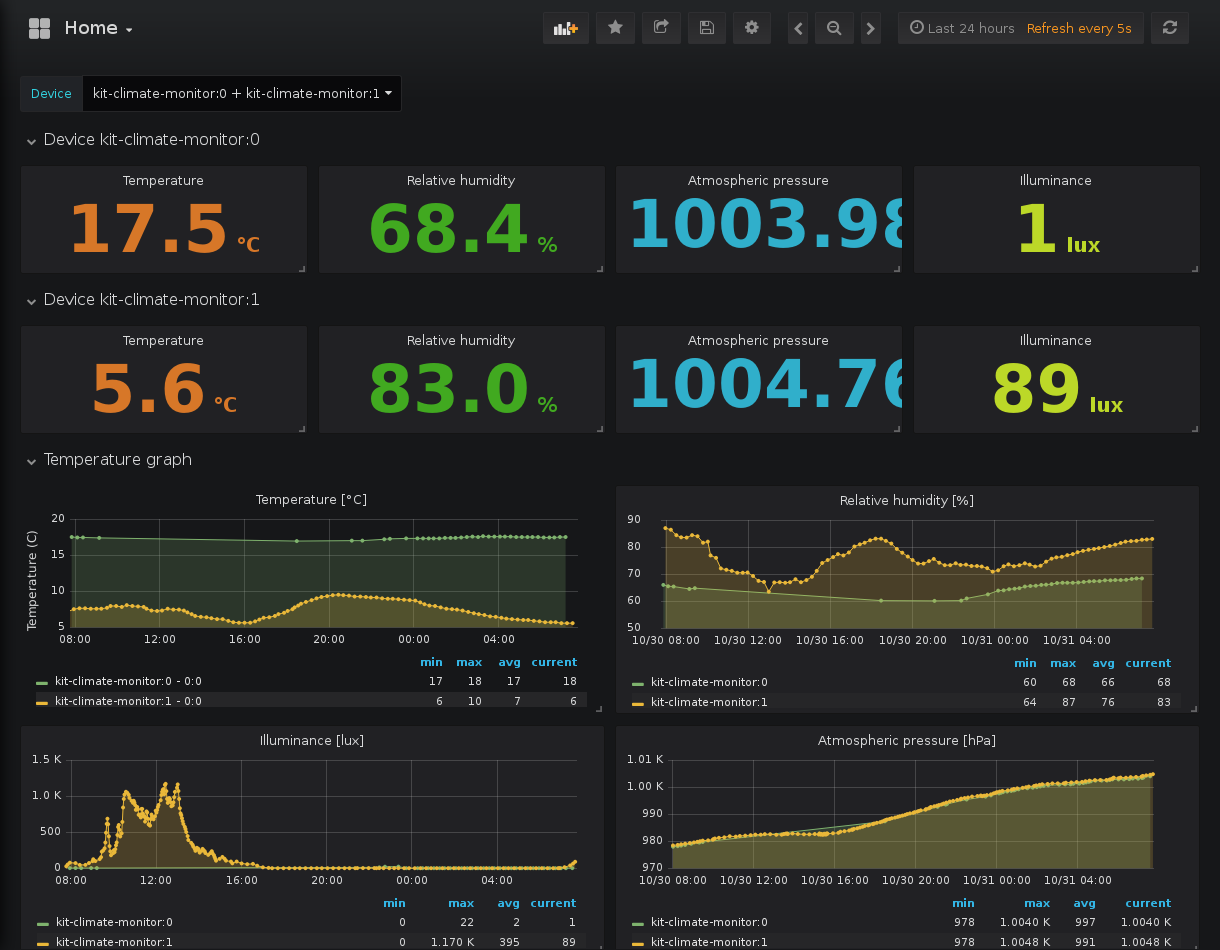 Home
Last 24 hours Refresh every 5s
Device kit-climate-monitor:0 + kit-climate-monitor:1
Device kit-climate-monitor:0
Temperature Relative humidity Atmospheric pressure Illuminance
17.5 °C 68.4 % 1003.98 1 lux
Device kit-climate-monitor:1
Temperature Relative humidity Atmospheric pressure Illuminance
5.6 °C 83.0 % 1004.76 89 lux
Temperature graph
Temperature [°C]
Temperature (C)
20
15
10
5
08:00 12:00 16:00 20:00 00:00 04:00
min max avg current
kit-climate-monitor:0 - 0:0 17 18 17 18
kit-climate-monitor:1 - 0:0 6 10 7 6
Relative humidity [%]
90
80
70
60
50
10/30 08:00 10/30 12:00 10/30 16:00 10/30 20:00 10/31 00:00 10/31 04:00
min max avg current
kit-climate-monitor:0 60 68 66 68
kit-climate-monitor:1 64 87 76 83
Illuminance [lux]
1.5 K
1.0 K
500
0
08:00 12:00 16:00 20:00 00:00 04:00
min max avg current
kit-climate-monitor:0 0 22 2 1
kit-climate-monitor:1 0 1.170 K 395 89
Atmospheric pressure [hPa]
1.01 K
1.00 K
990
980
970
10/30 08:00 10/30 12:00 10/30 16:00 10/30 20:00 10/31 00:00 10/31 04:00
min max avg current
kit-climate-monitor:0 978 1.0040 K 997 1.0040 K
kit-climate-monitor:1 978 1.0048 K 991 1.0048 K